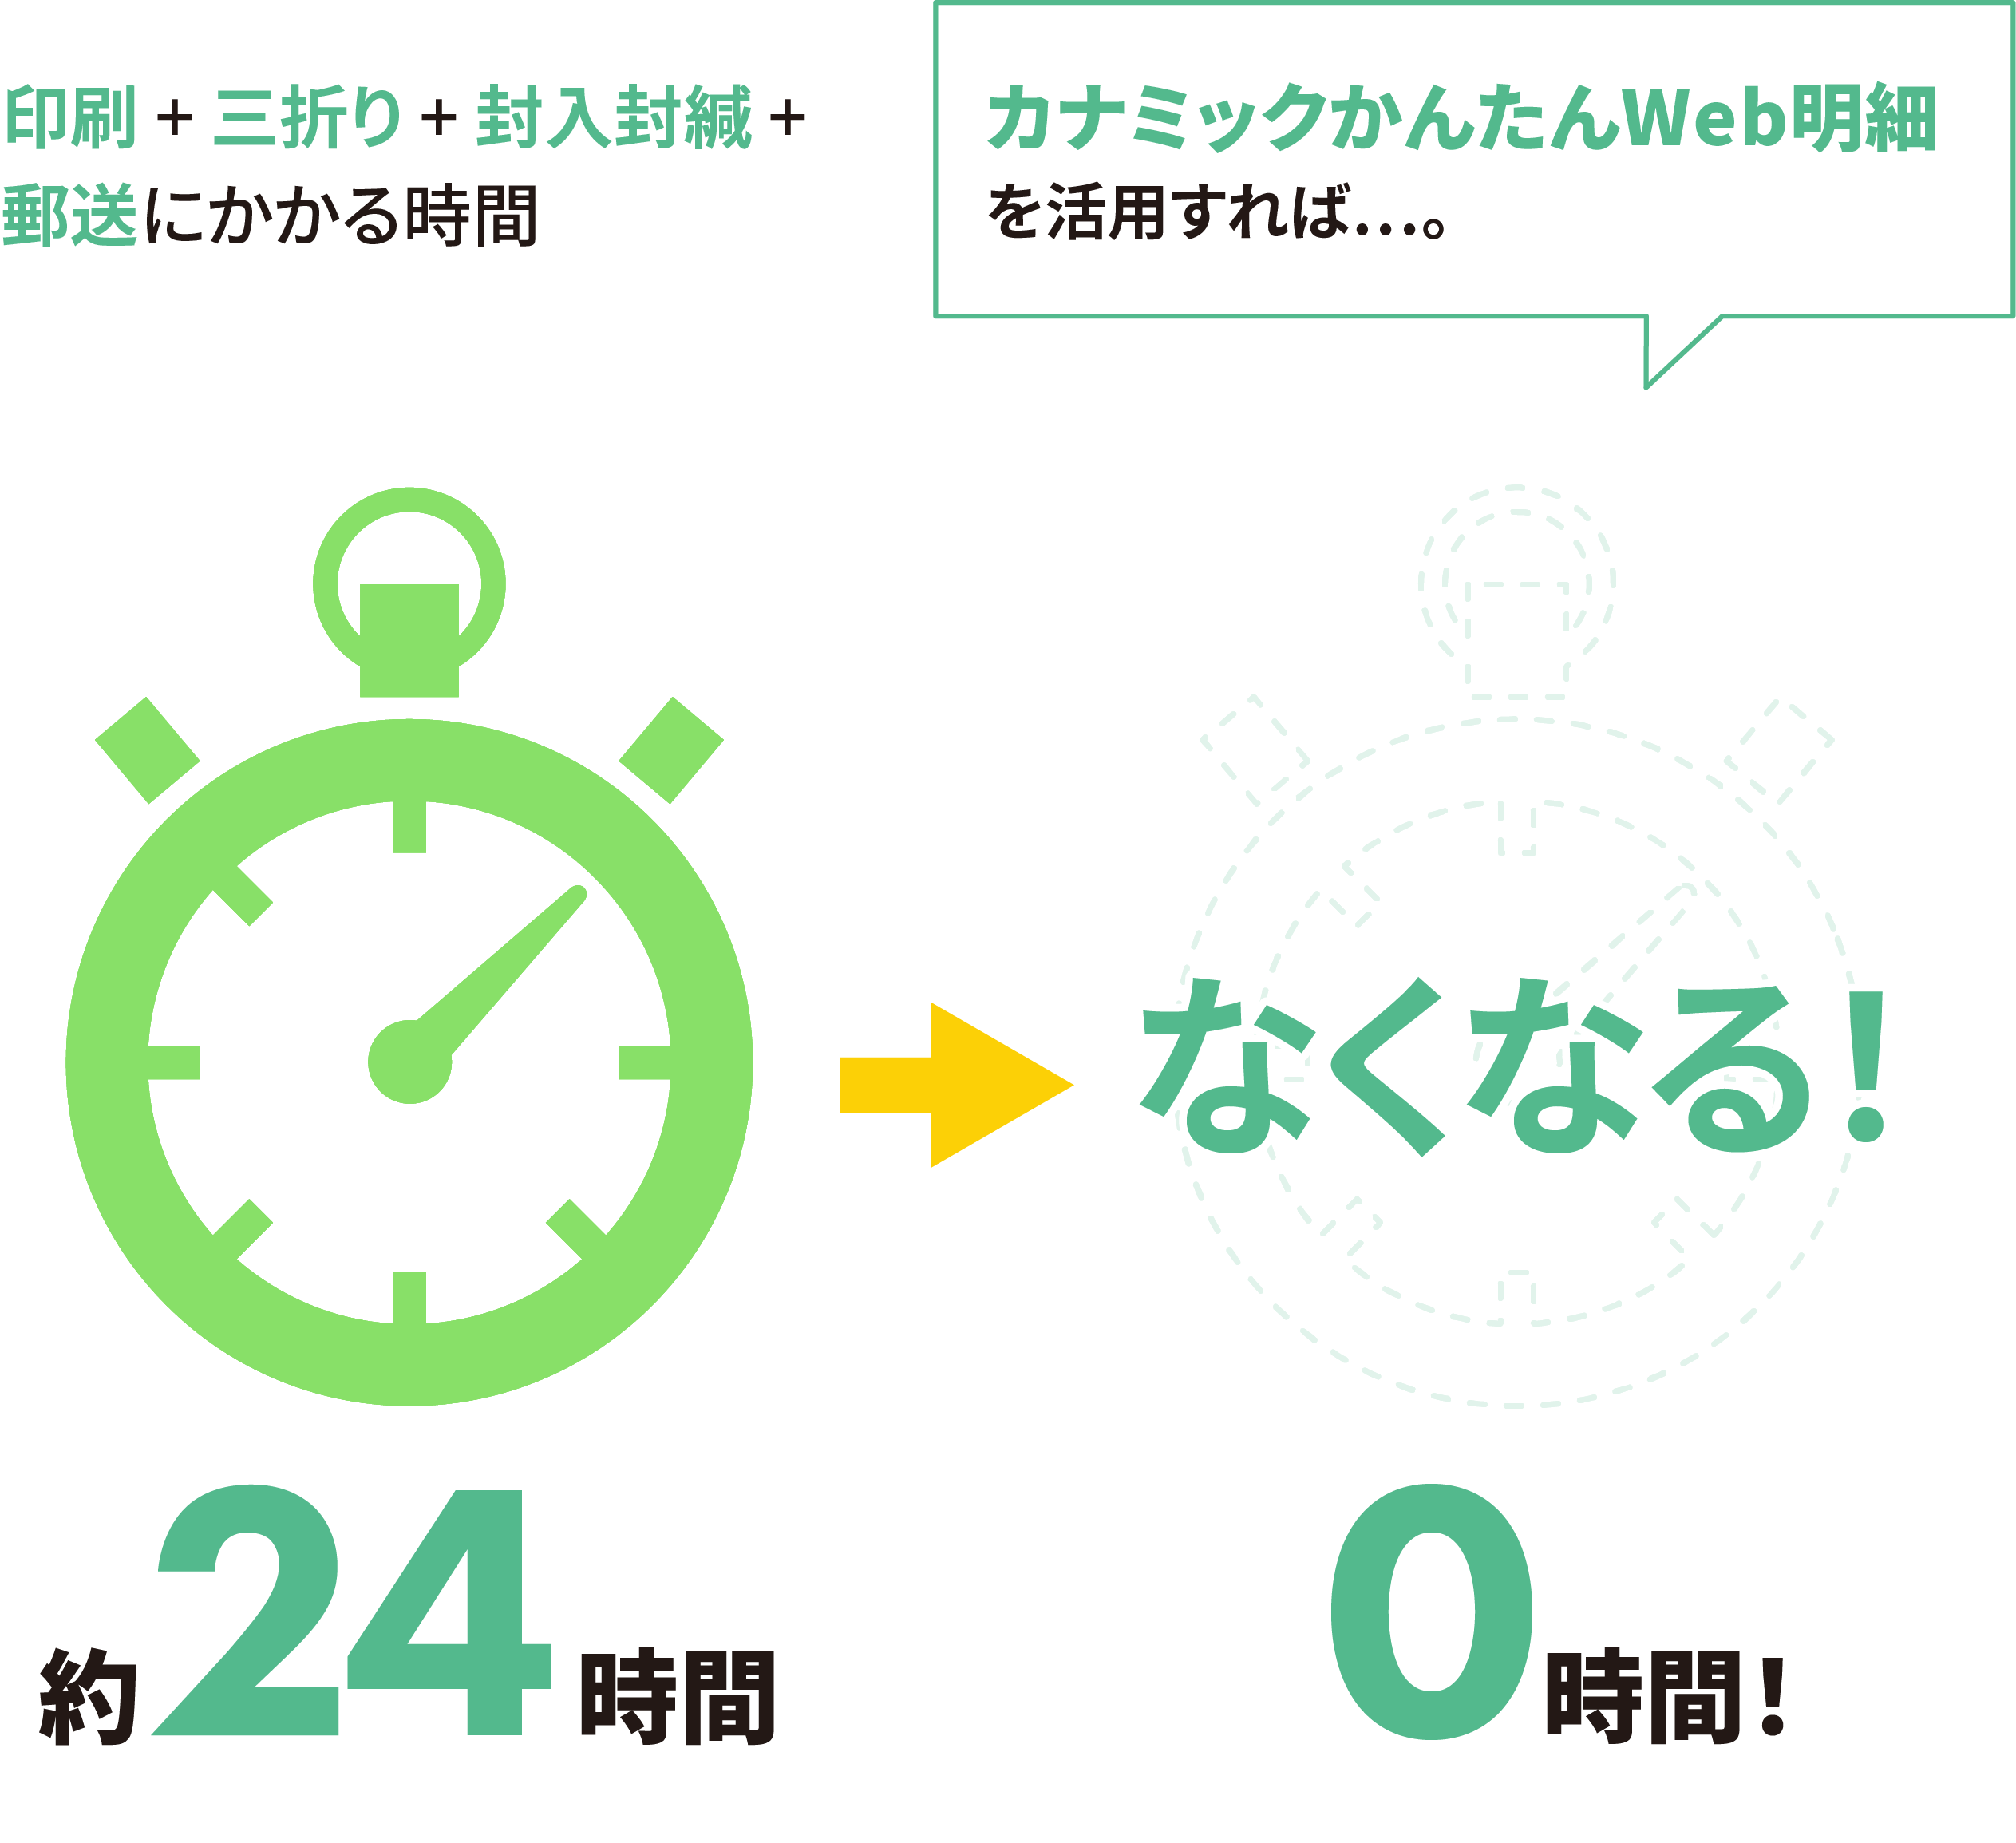 印刷 + 三折り + 封入封緘 +
郵送にかかる時間
カナミックかんたんWeb明細
を活用すれば…。
なくなる！
約24時間
0時間！